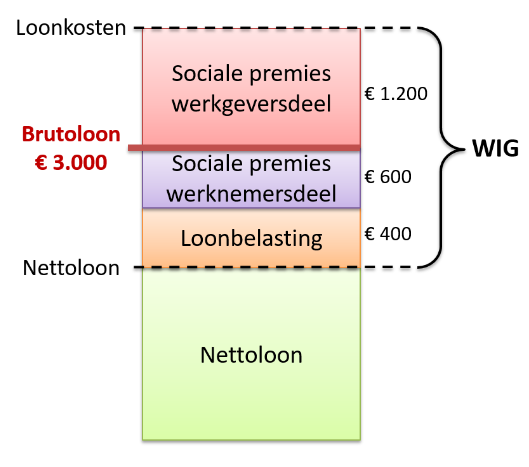 Loonkosten
Sociale premies
werkgeversdeel
€ 1.200
Brutoloon
€ 3.000
WIG
Sociale premies
werknemersdeel
€ 600
Loonbelasting
€ 400
Nettoloon
Nettoloon